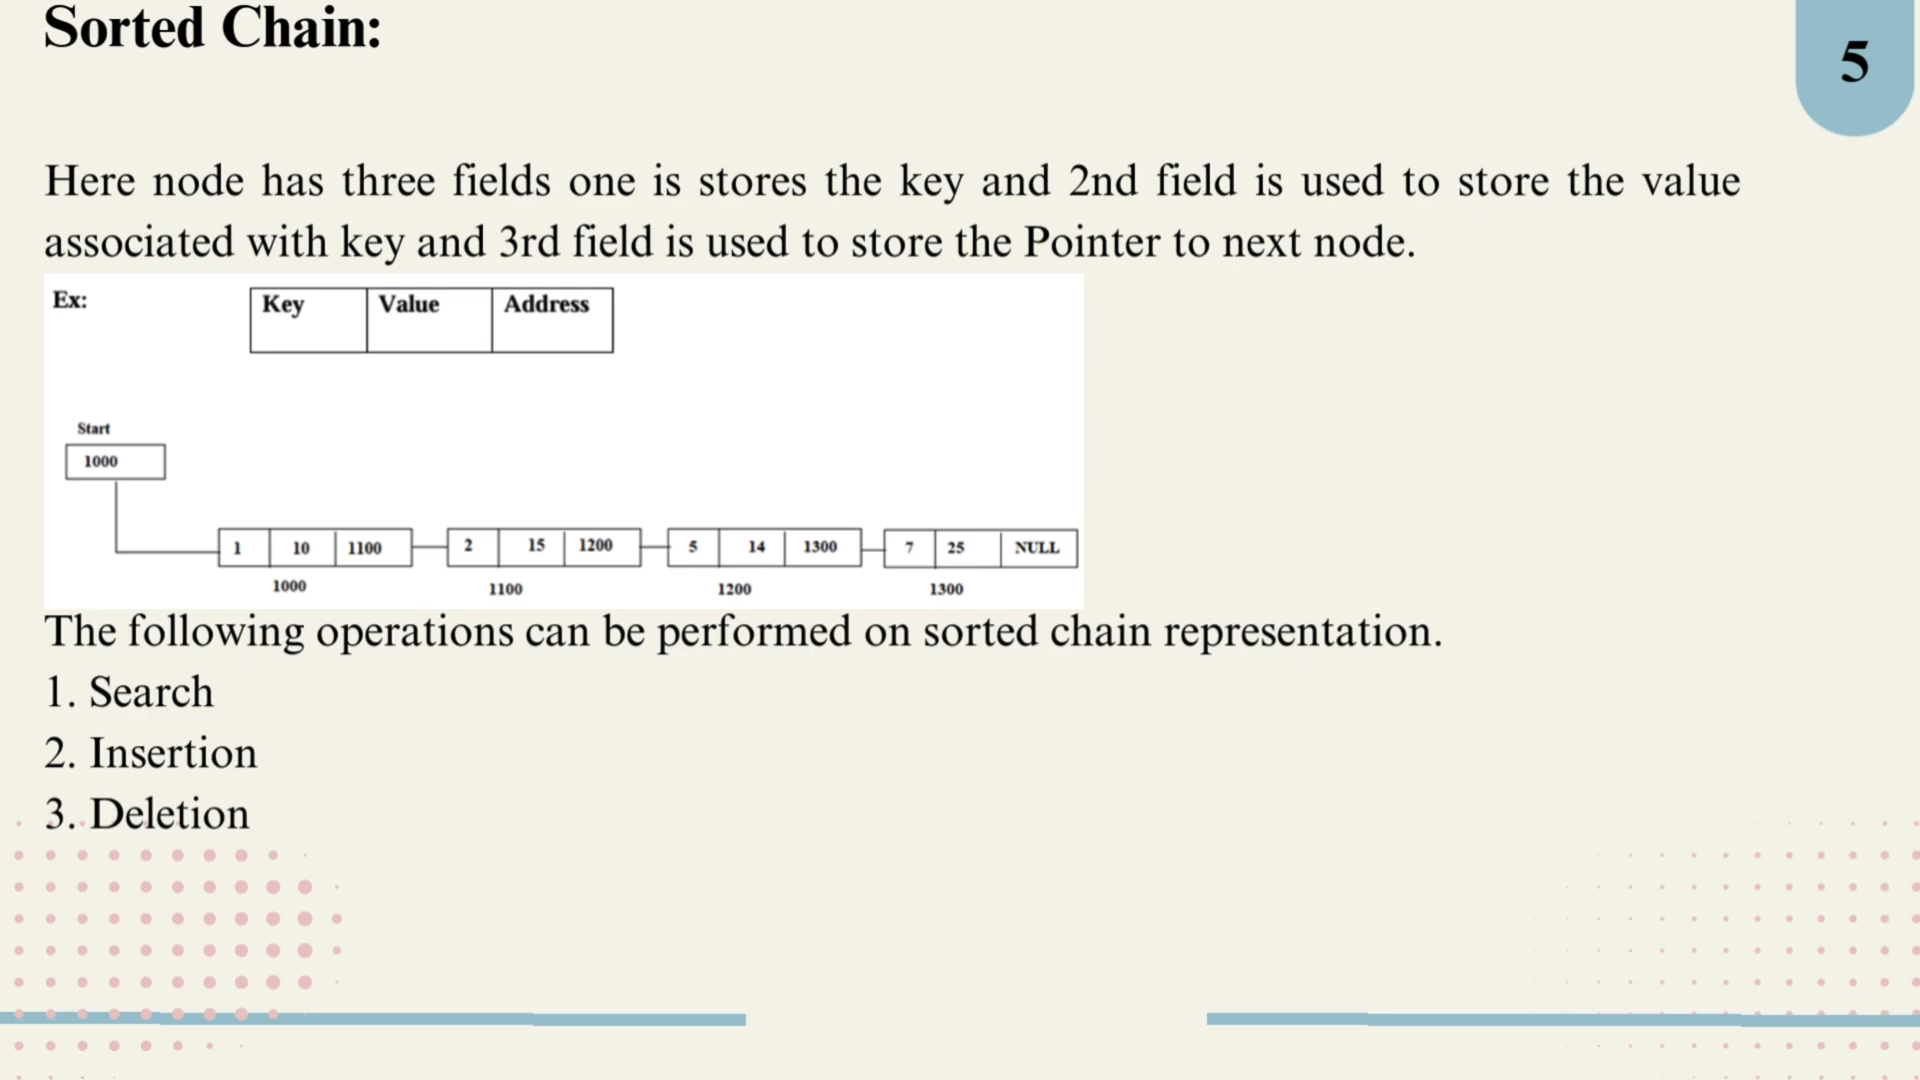 Sorted Chain:
5
Here node has three fields one is stores the key and 2nd field is used to store the value
associated with key and 3rd field is used to store the Pointer to next node.
Ex:
Key Value Address
Start
1000
1 10 1100 2 15 1200 5 14 1300 7 25 NULL
1000 1100 1200 1300
The following operations can be performed on sorted chain representation.
1. Search
2. Insertion
3. Deletion